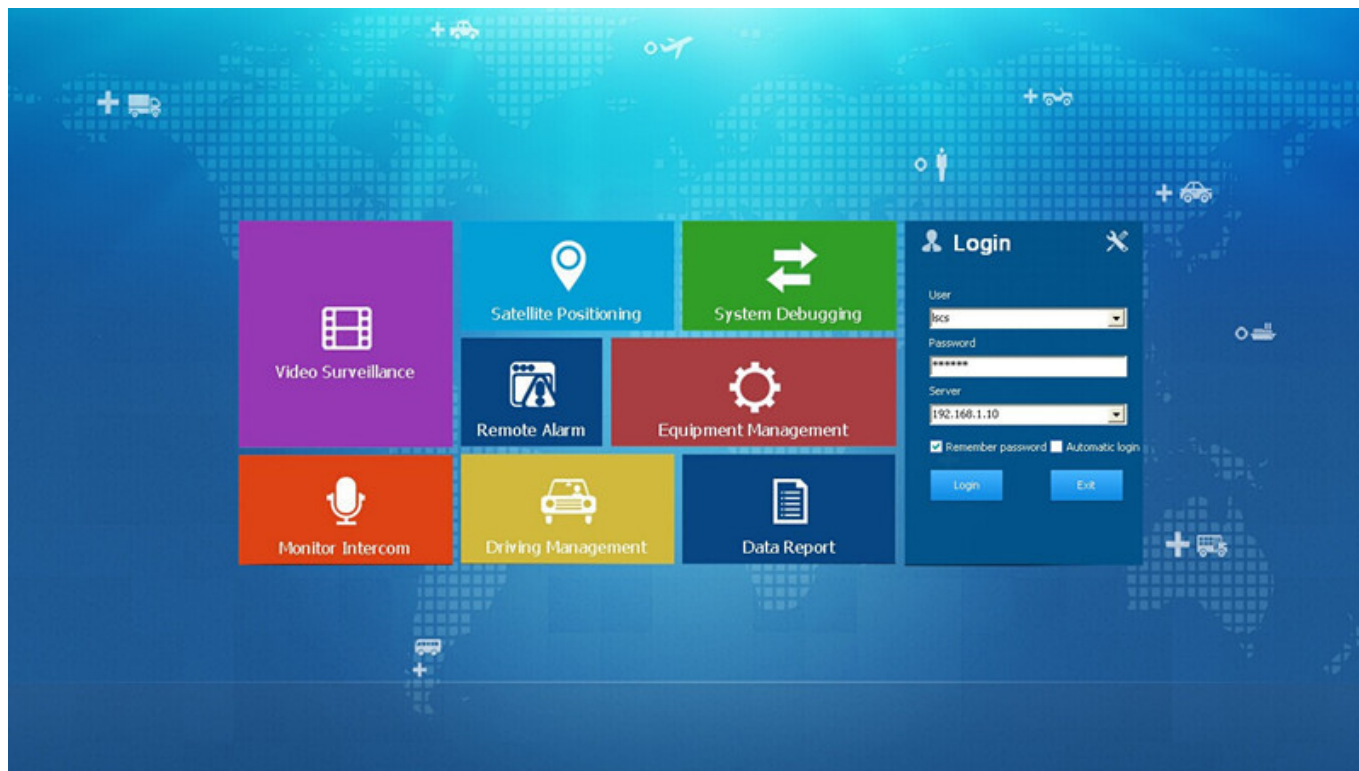 Login
Satellite Positioning
System Debugging
User
lscs
Password
******
Video Surveillance
Server
192.168.1.10
Remote Alarm
Equipment Management
Remember password
Automatic login
Login
Exit
Monitor Intercom
Driving Management
Data Report